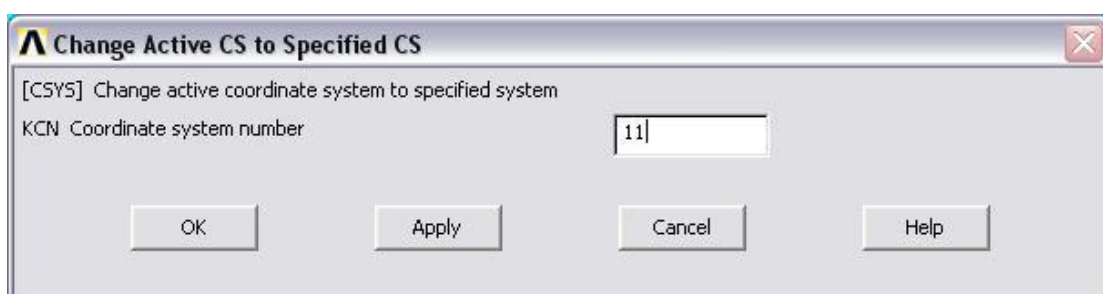 Change Active CS to Specified CS
[CSYS] Change active coordinate system to specified system
KCN Coordinate system number 11
OK Apply Cancel Help